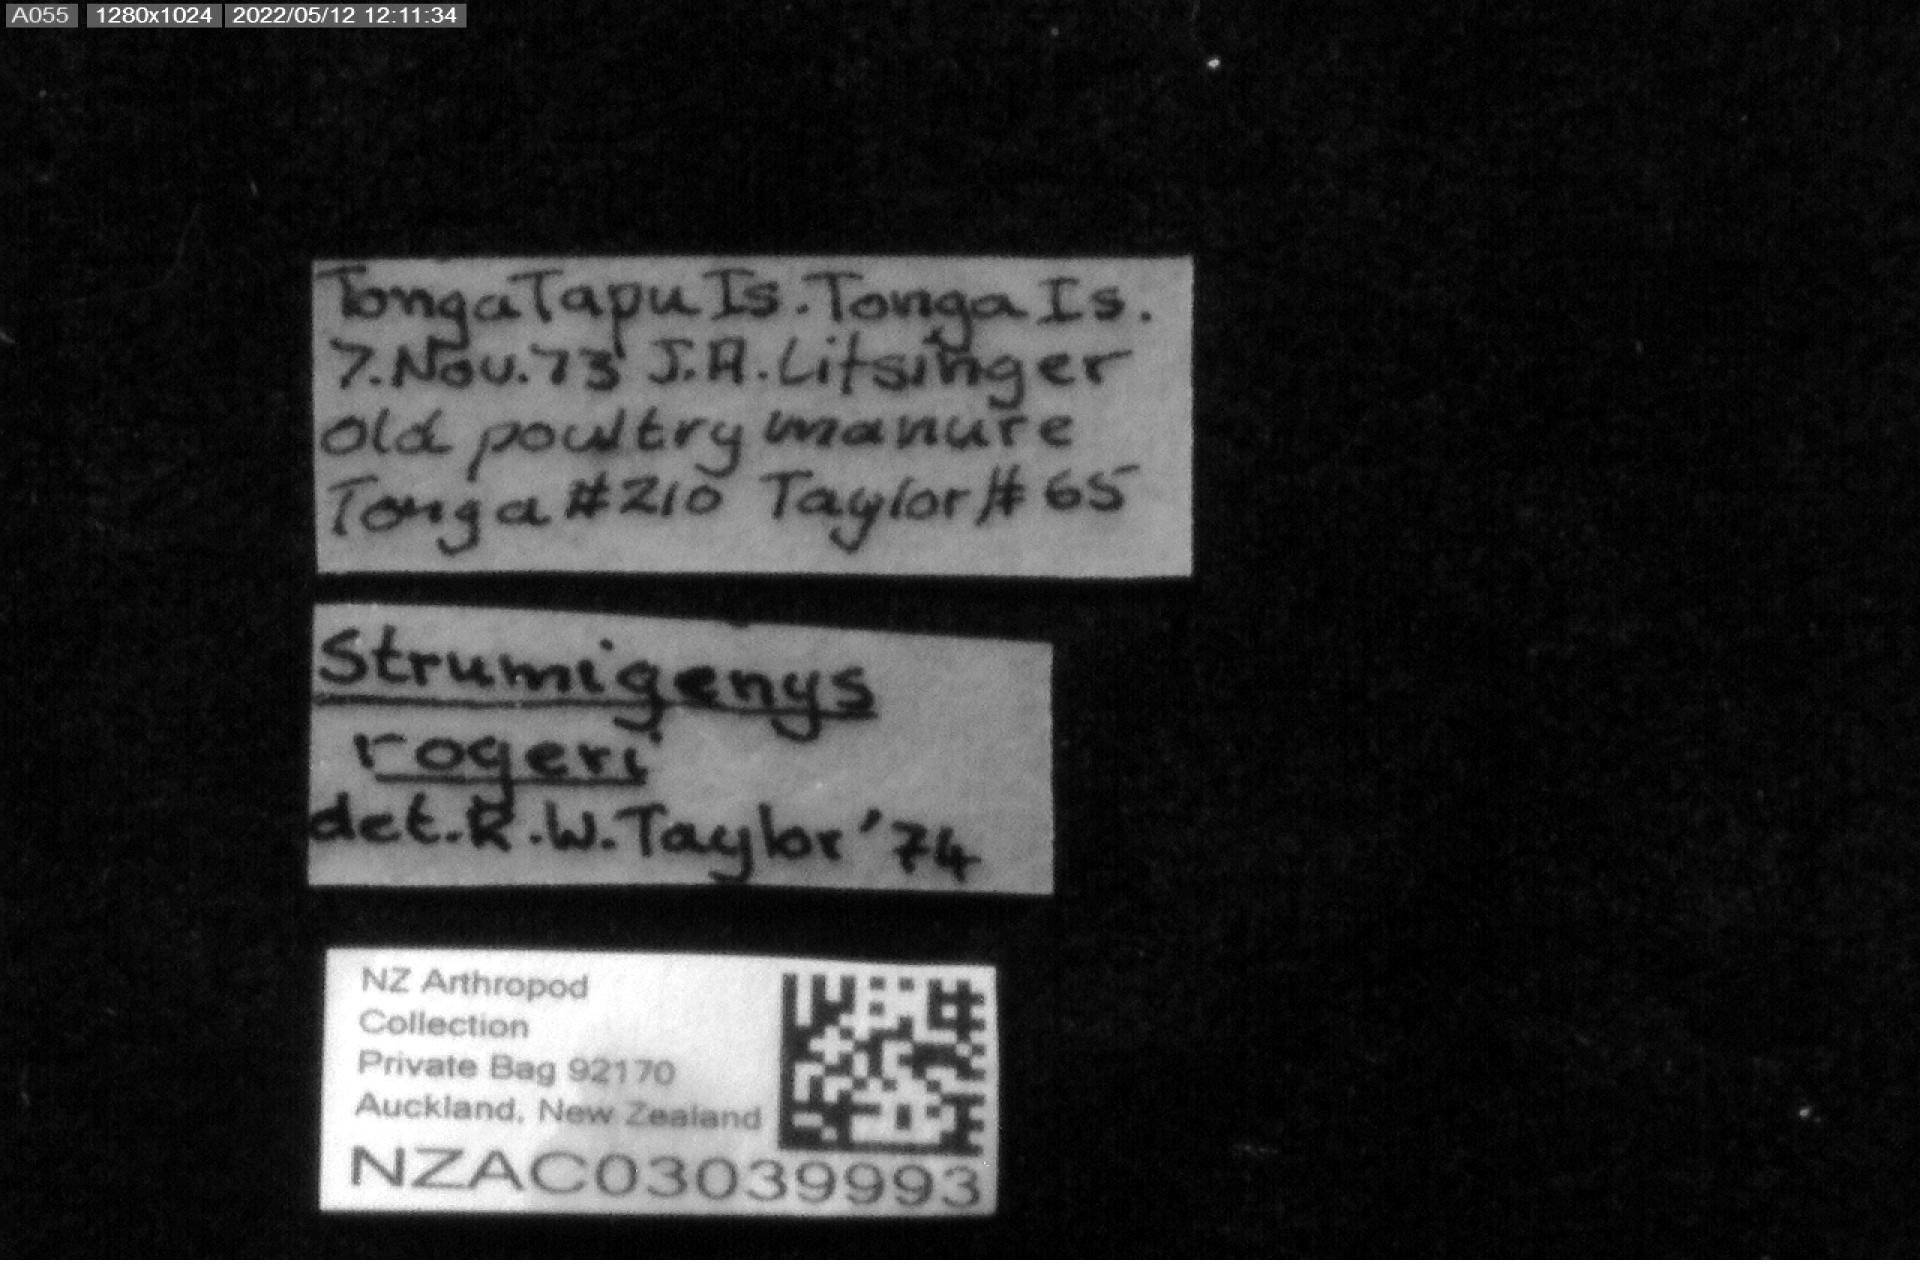 A055 1280x1024 2022/05/12 12:11:34
TongaTapu Is. Tonga Is.
7.Nov.73 J.A.Litsinger
Old poultry manure
Tonga #210 Taylor # 65
Strumigenys
rogeri
det.R.W.Taylor '74
NZ Arthropod
Collection
Private Bag 92170
Auckland, New Zealand
NZAC03039993